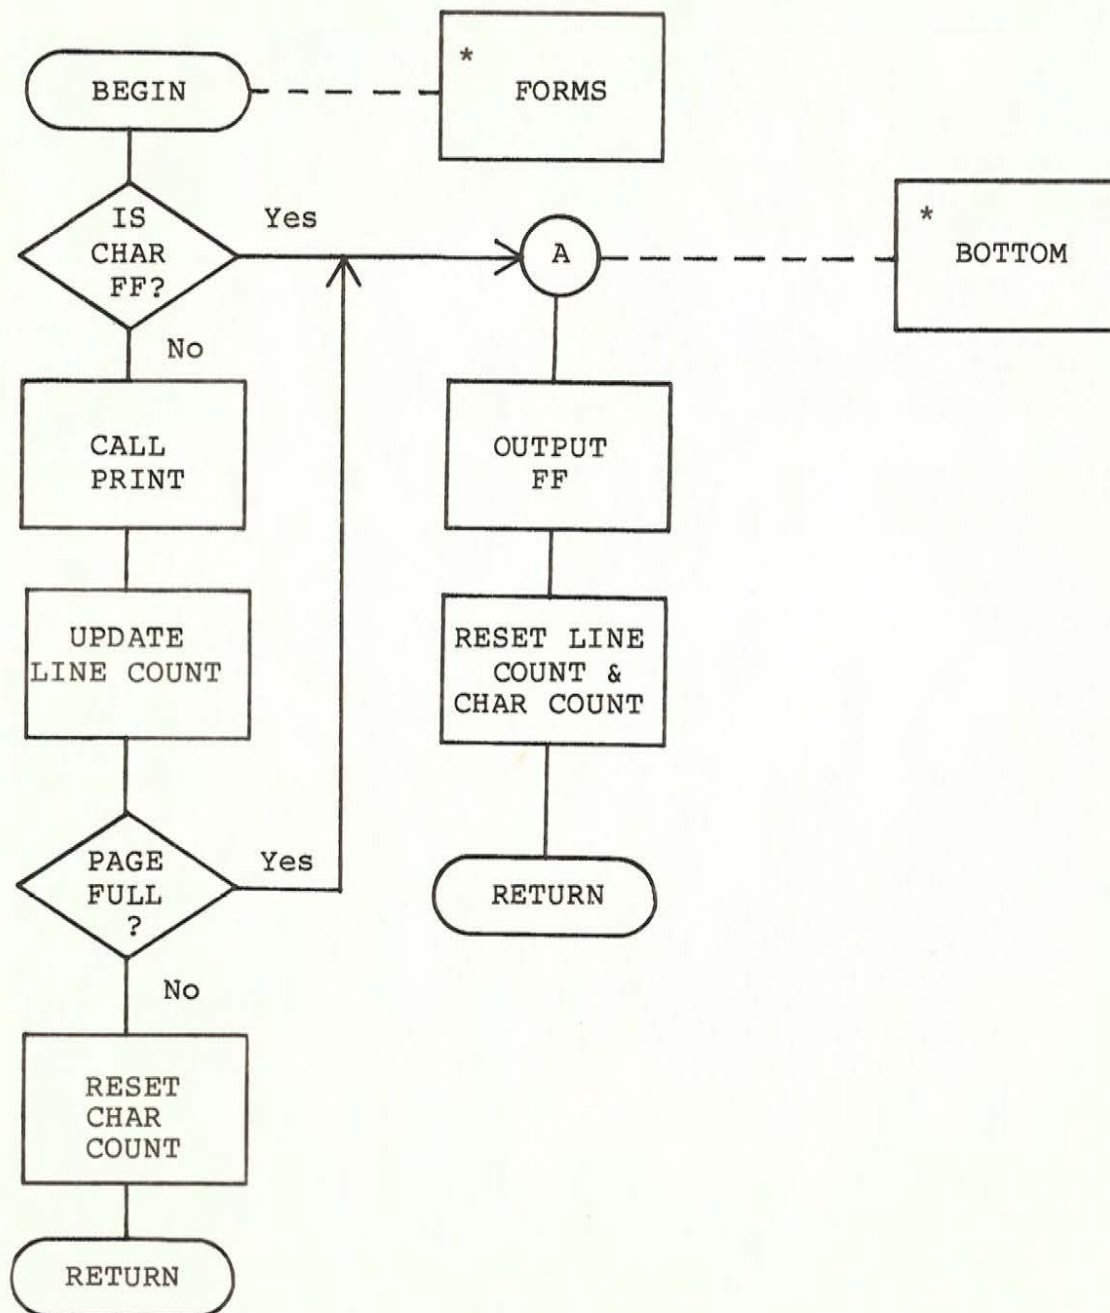 BEGIN
*
FORMS
IS
CHAR
FF?
Yes
No
A
*
BOTTOM
CALL
PRINT
UPDATE
LINE COUNT
PAGE
FULL
?
Yes
No
RESET
CHAR
COUNT
RETURN
OUTPUT
FF
RESET LINE
COUNT &
CHAR COUNT
RETURN